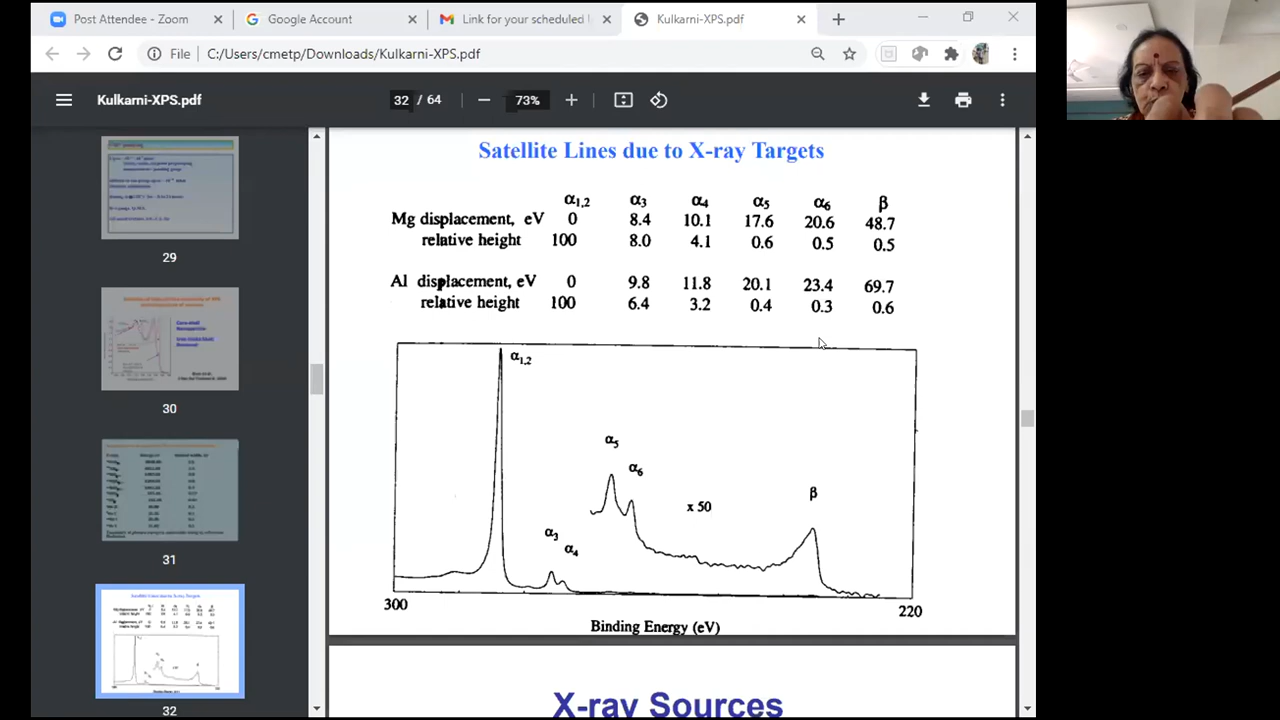 Post Attendee - Zoom
Google Account
Link for your scheduled
Kulkarni-XPS.pdf
File
C:/Users/cmetp/Downloads/Kulkarni-XPS.pdf
Kulkarni-XPS.pdf
32 / 64
73%
29
30
31
32
Satellite Lines due to X-ray Targets
α1,2 α3 α4 α5 α6 β
Mg displacement, eV 0 8.4 10.1 17.6 20.6 48.7
relative height 100 8.0 4.1 0.6 0.5 0.5
Al displacement, eV 0 9.8 11.8 20.1 23.4 69.7
relative height 100 6.4 3.2 0.4 0.3 0.6
α1,2
α5
α6
β
x 50
α3
α4
300
220
Binding Energy (eV)
X-ray Sources